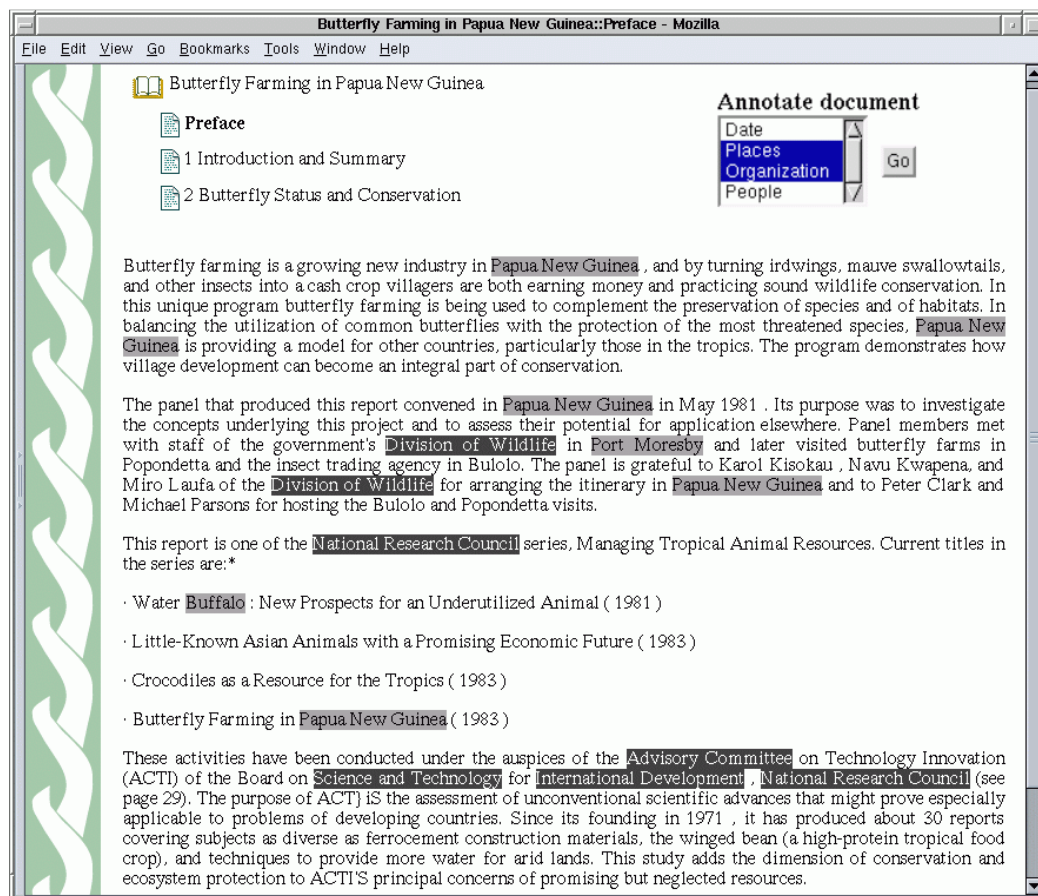 Butterfly Farming in Papua New Guinea::Preface - Mozilla
File Edit View Go Bookmarks Tools Window Help
Butterfly Farming in Papua New Guinea
Preface
1 Introduction and Summary
2 Butterfly Status and Conservation
Annotate document
Date
Places
Organization
People
Go
Butterfly farming is a growing new industry in Papua New Guinea , and by turning irdwings, mauve swallowtails,
and other insects into a cash crop villagers are both earning money and practicing sound wildlife conservation. In
this unique program butterfly farming is being used to complement the preservation of species and of habitats. In
balancing the utilization of common butterflies with the protection of the most threatened species, Papua New
Guinea is providing a model for other countries, particularly those in the tropics. The program demonstrates how
village development can become an integral part of conservation.
The panel that produced this report convened in Papua New Guinea in May 1981 . Its purpose was to investigate
the concepts underlying this project and to assess their potential for application elsewhere. Panel members met
with staff of the government's Division of Wildlife in Port Moresby and later visited butterfly farms in
Popondetta and the insect trading agency in Bulolo. The panel is grateful to Karol Kisokau , Navu Kwapena, and
Miro Laufa of the Division of Wildlife for arranging the itinerary in Papua New Guinea and to Peter Clark and
Michael Parsons for hosting the Bulolo and Popondetta visits.
This report is one of the National Research Council series, Managing Tropical Animal Resources. Current titles in
the series are:*
· Water Buffalo : New Prospects for an Underutilized Animal ( 1981 )
· Little-Known Asian Animals with a Promising Economic Future ( 1983 )
· Crocodiles as a Resource for the Tropics ( 1983 )
· Butterfly Farming in Papua New Guinea ( 1983 )
These activities have been conducted under the auspices of the Advisory Committee on Technology Innovation
(ACTI) of the Board on Science and Technology for International Development , National Research Council (see
page 29). The purpose of ACT} iS the assessment of unconventional scientific advances that might prove especially
applicable to problems of developing countries. Since its founding in 1971 , it has produced about 30 reports
covering subjects as diverse as ferrocement construction materials, the winged bean (a high-protein tropical food
crop), and techniques to provide more water for arid lands. This study adds the dimension of conservation and
ecosystem protection to ACTI'S principal concerns of promising but neglected resources.